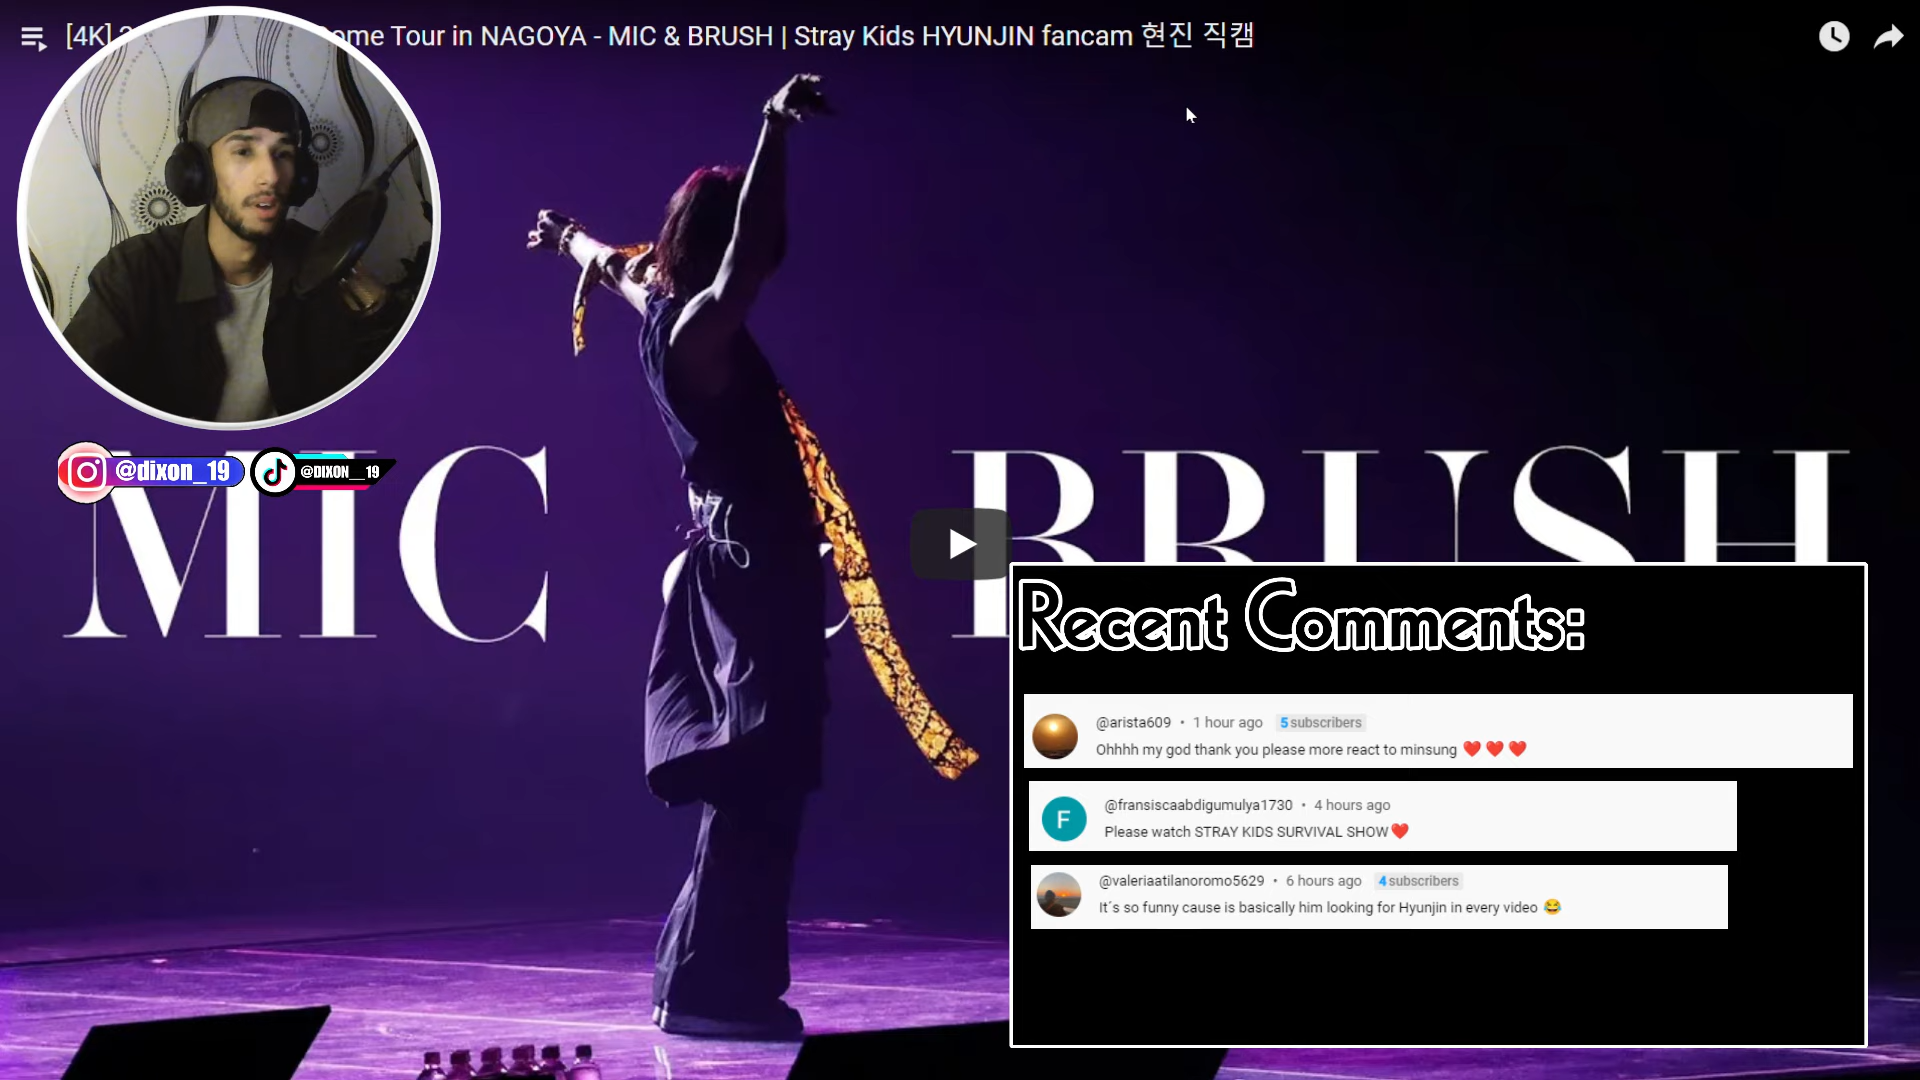 [4K] ome Tour in NAGOYA - MIC & BRUSH | Stray Kids HYUNJIN fancam 현진 직캠
@dixon_19 @DIXON__19
MIC & BRUSH
Recent Comments:
@arista609 • 1 hour ago 5 subscribers
Ohhhh my god thank you please more react to minsung ❤️ ❤️ ❤️
F
@fransiscaabdigumulya1730 • 4 hours ago
Please watch STRAY KIDS SURVIVAL SHOW❤️
@valeriaatilanoromo5629 • 6 hours ago 4 subscribers
It´s so funny cause is basically him looking for Hyunjin in every video 😂